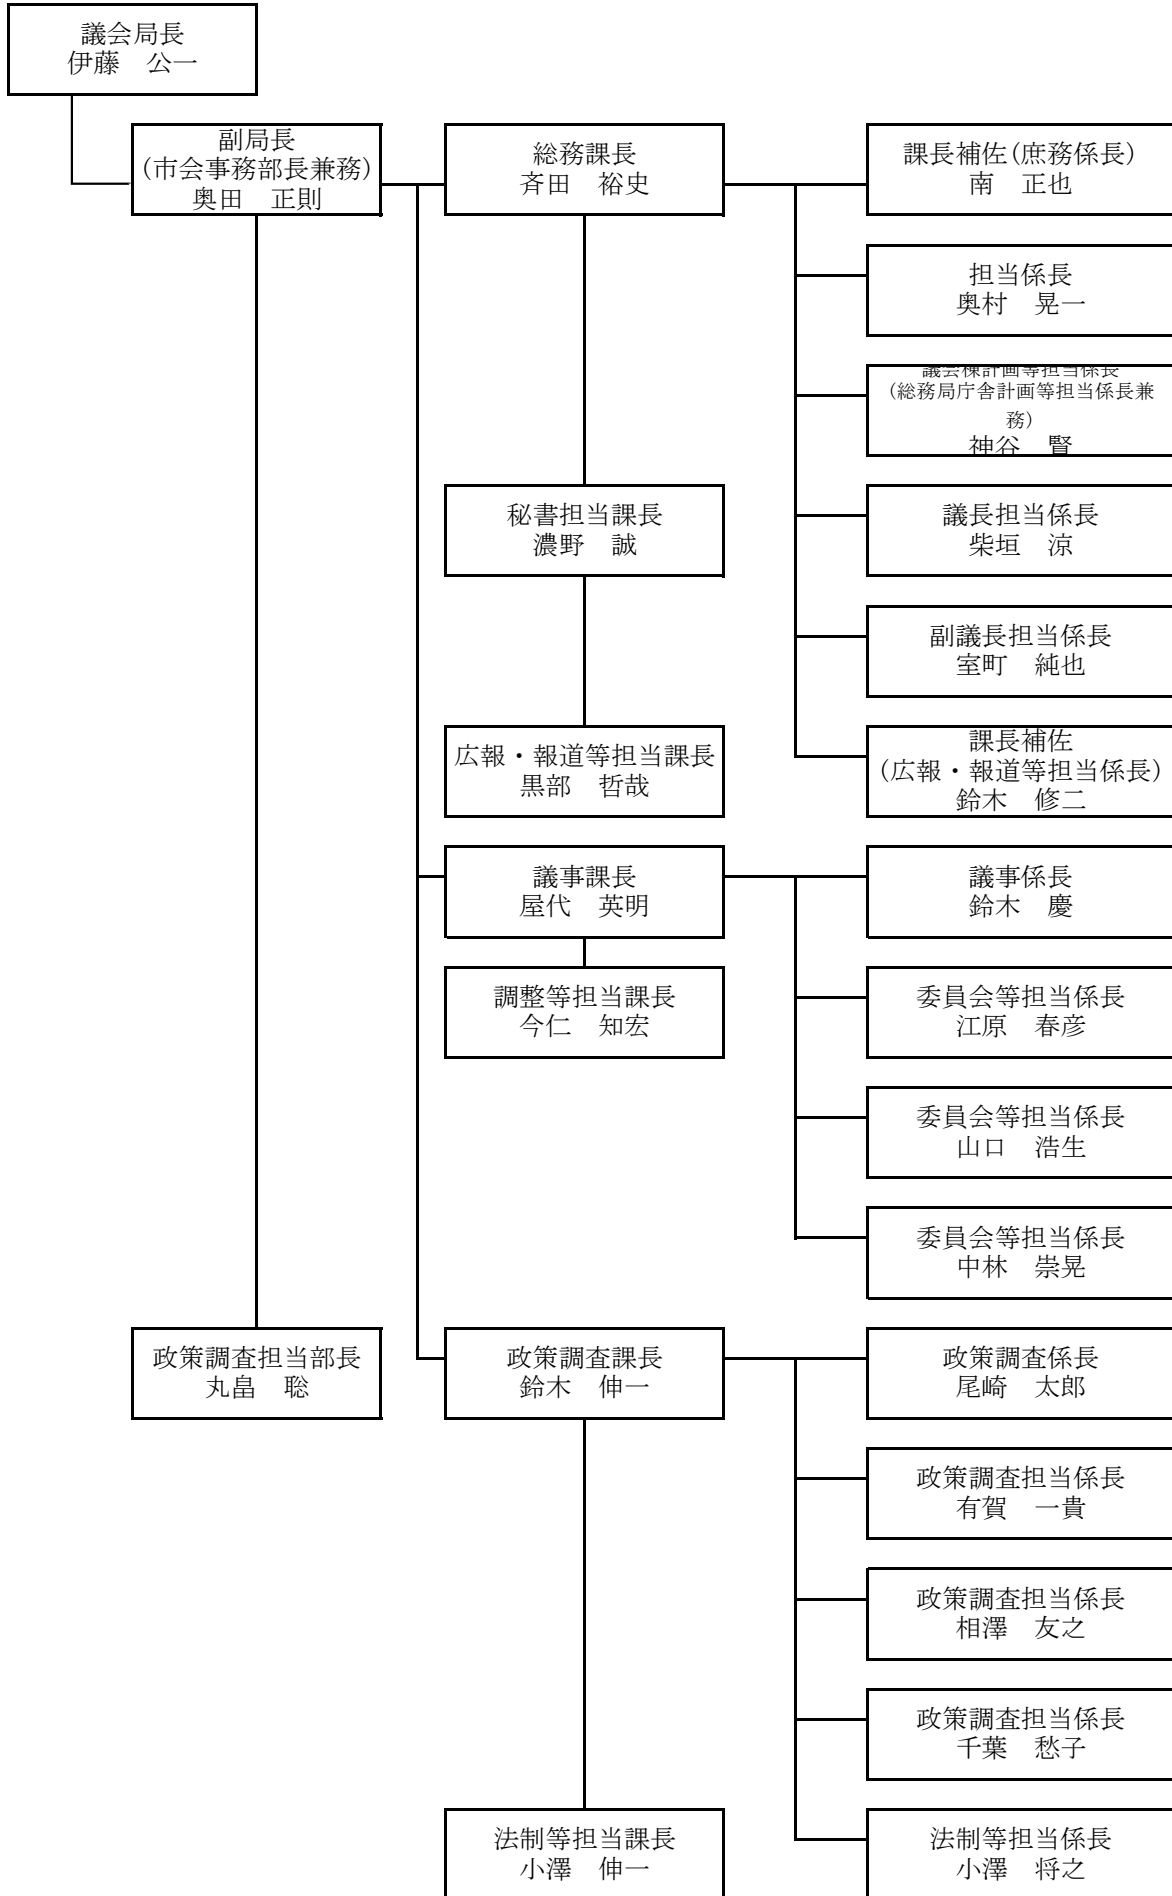 議会局長
伊藤　公一
副局長
(市会事務部長兼務)
奥田　正則
総務課長
斉田　裕史
課長補佐(庶務係長)
南　正也
担当係長
奥村　晃一
議会棟計画等担当係長
(総務局庁舎計画等担当係長兼
務)
神谷　賢
秘書担当課長
濃野　誠
議長担当係長
柴垣　涼
副議長担当係長
室町　純也
広報・報道等担当課長
黒部　哲哉
課長補佐
(広報・報道等担当係長)
鈴木　修二
議事課長
屋代　英明
議事係長
鈴木　慶
調整等担当課長
今仁　知宏
委員会等担当係長
江原　春彦
委員会等担当係長
山口　浩生
委員会等担当係長
中林　崇晃
政策調査担当部長
丸畠　聡
政策調査課長
鈴木　伸一
政策調査係長
尾崎　太郎
政策調査担当係長
有賀　一貴
政策調査担当係長
相澤　友之
政策調査担当係長
千葉　愁子
法制等担当課長
小澤　伸一
法制等担当係長
小澤　将之